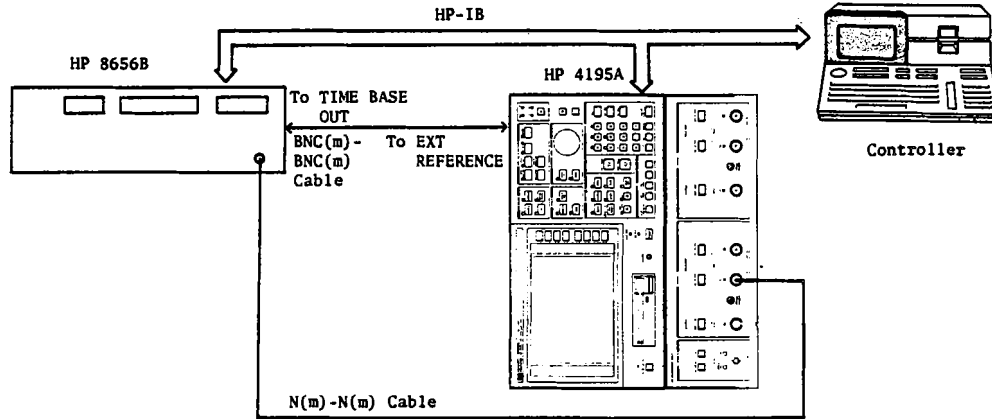 HP-IB
HP 8656B
HP 4195A
To TIME BASE
OUT
BNC(m)-
BNC(m)
Cable
To EXT
REFERENCE
Controller
N(m)-N(m) Cable